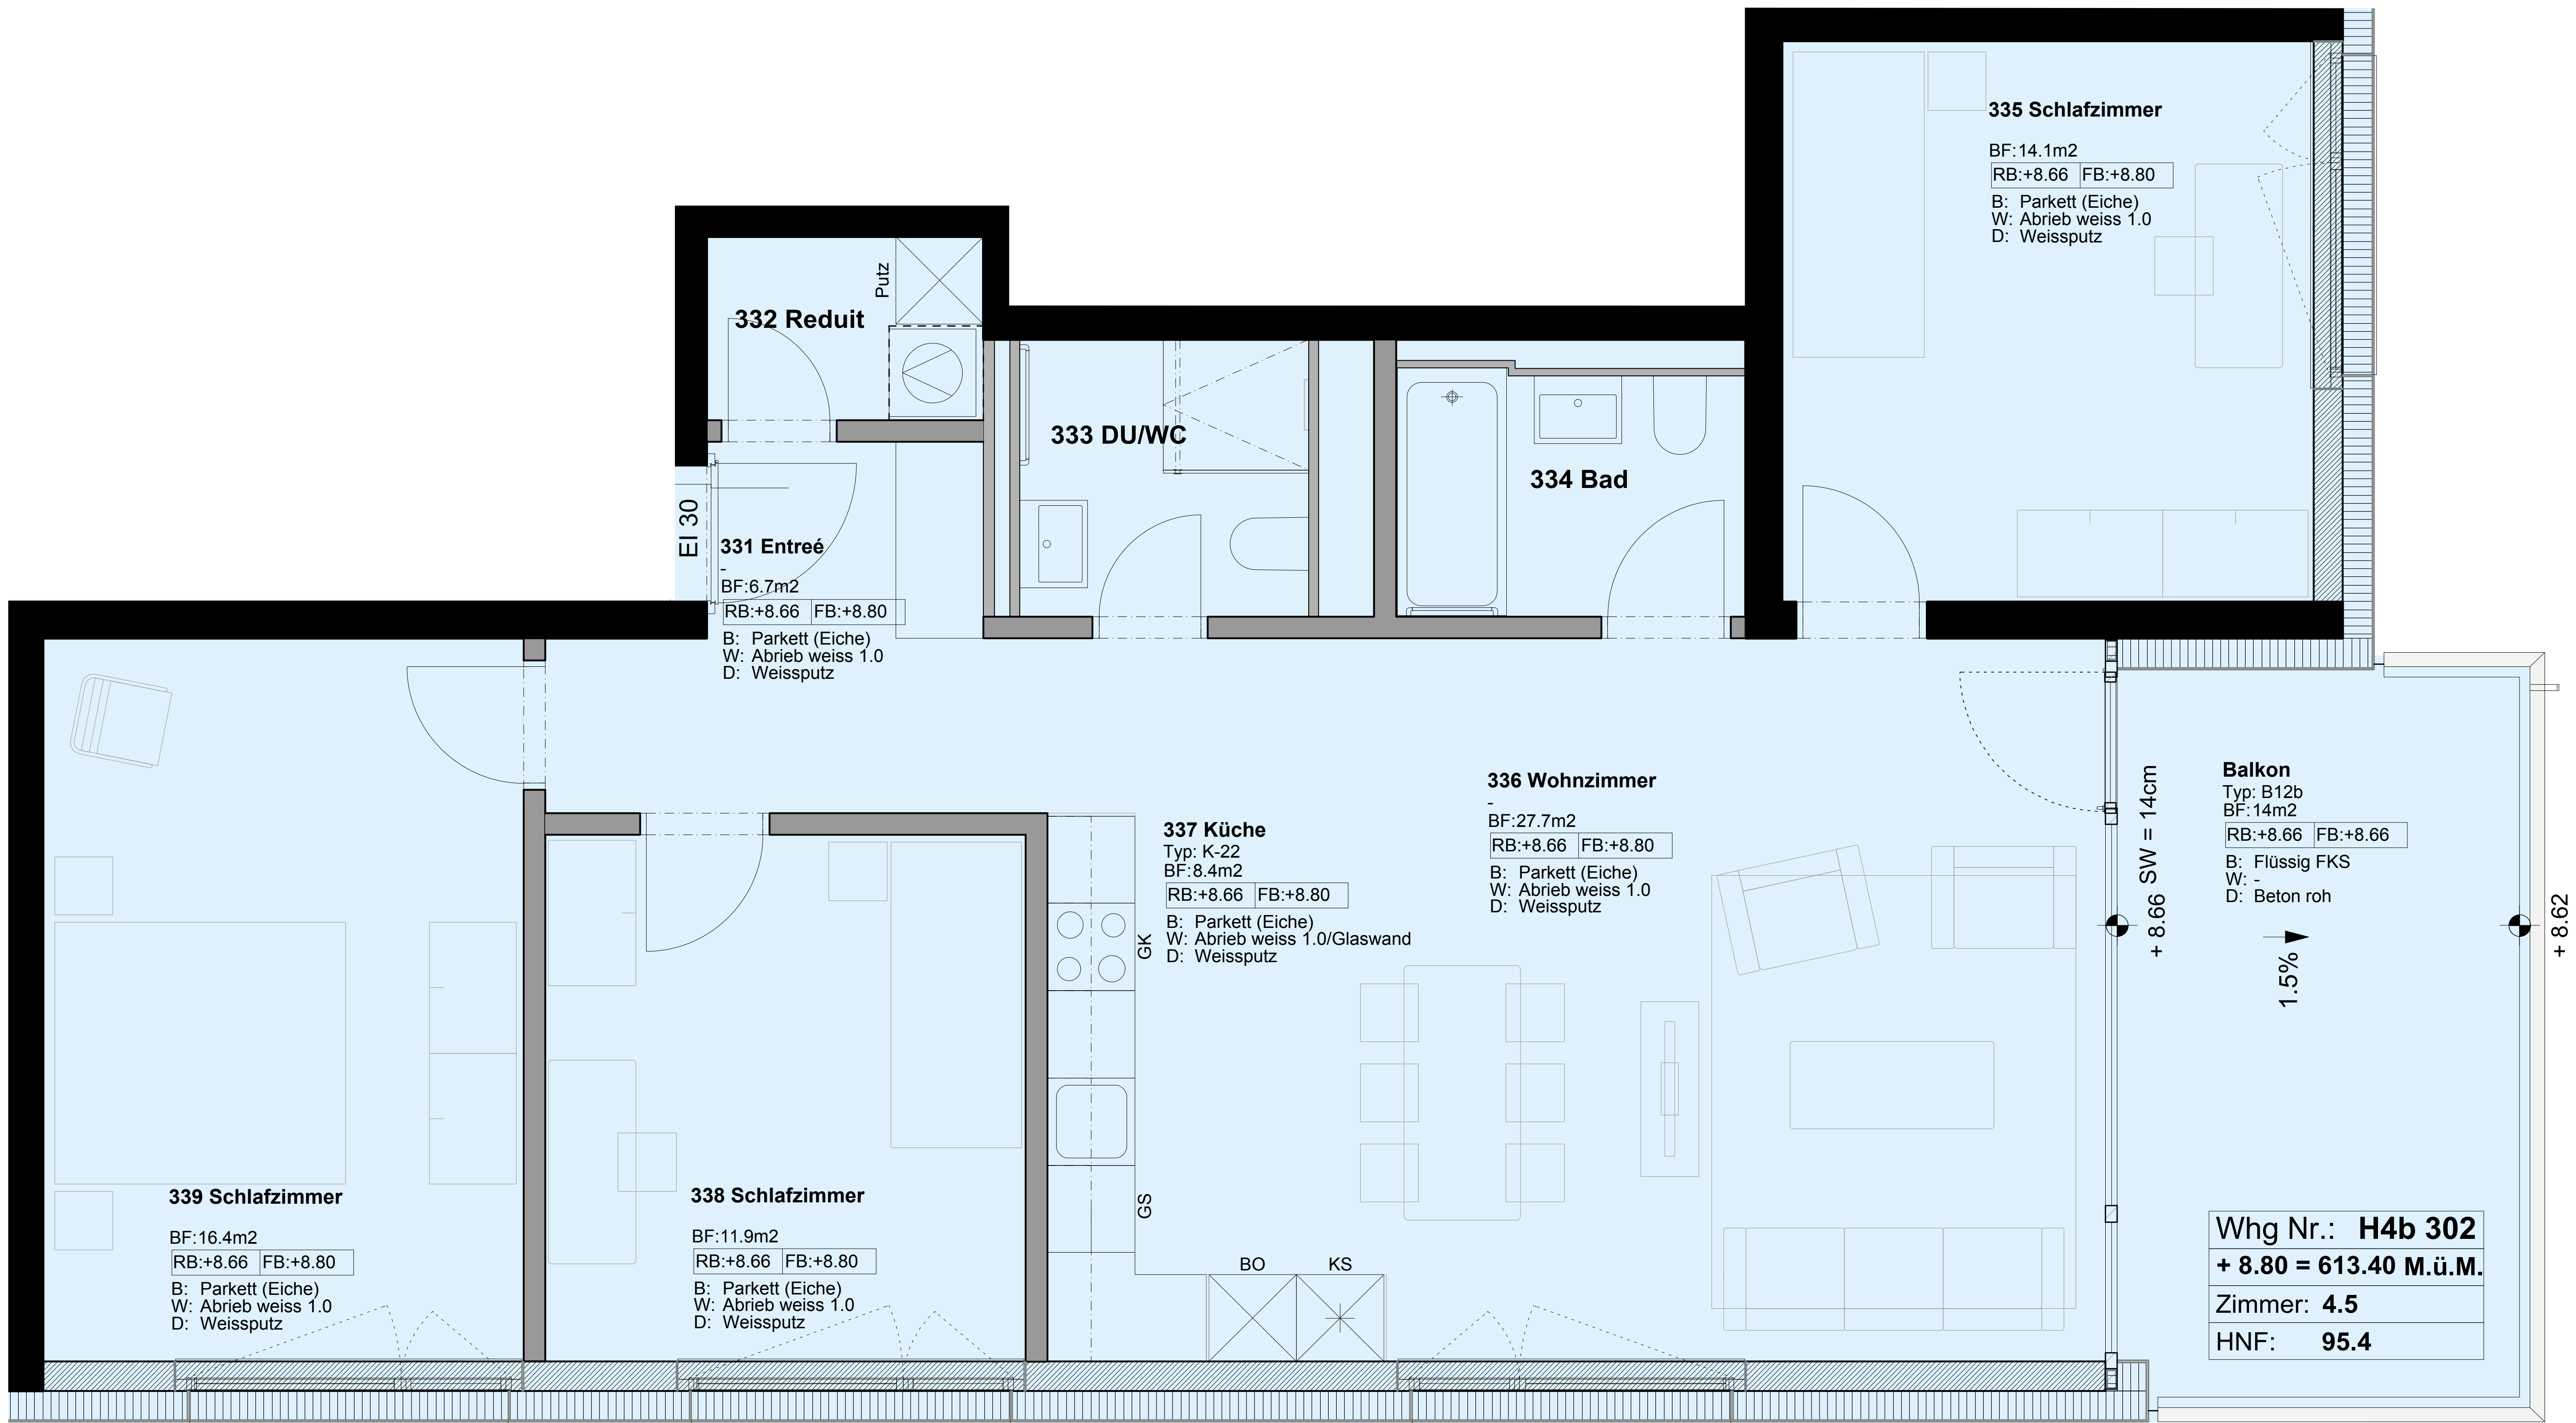 335 Schlafzimmer
BF:14.1m2
RB:+8.66 FB:+8.80
B: Parkett (Eiche)
W: Abrieb weiss 1.0
D: Weissputz
Putz
332 Reduit
333 DU/WC
334 Bad
EI 30
331 Entreé
-
BF:6.7m2
RB:+8.66 FB:+8.80
B: Parkett (Eiche)
W: Abrieb weiss 1.0
D: Weissputz
336 Wohnzimmer
-
BF:27.7m2
RB:+8.66 FB:+8.80
B: Parkett (Eiche)
W: Abrieb weiss 1.0
D: Weissputz
337 Küche
Typ: K-22
BF:8.4m2
RB:+8.66 FB:+8.80
B: Parkett (Eiche)
W: Abrieb weiss 1.0/Glaswand
D: Weissputz
GK
GS
BO
KS
Balkon
Typ: B12b
BF:14m2
RB:+8.66 FB:+8.66
B: Flüssig FKS
W: -
D: Beton roh
SW = 14cm
+ 8.66
1.5%
+ 8.62
339 Schlafzimmer
BF:16.4m2
RB:+8.66 FB:+8.80
B: Parkett (Eiche)
W: Abrieb weiss 1.0
D: Weissputz
338 Schlafzimmer
BF:11.9m2
RB:+8.66 FB:+8.80
B: Parkett (Eiche)
W: Abrieb weiss 1.0
D: Weissputz
Whg Nr.: H4b 302
+ 8.80 = 613.40 M.ü.M.
Zimmer: 4.5
HNF: 95.4